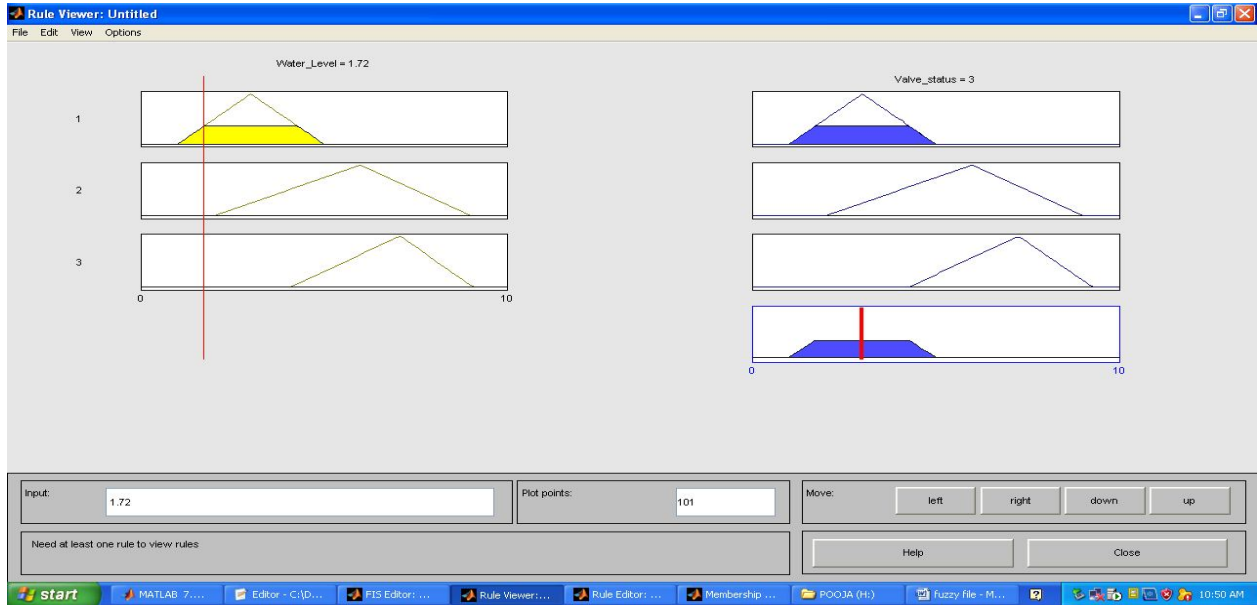 Rule Viewer: Untitled
File Edit View Options
Water_Level = 1.72
Valve_status = 3
1
2
3
0 10
0 10
Input:
1.72
Plot points:
101
Move:
left right down up
Need at least one rule to view rules
Help Close
start MATLAB 7.... Editor - C:\D... FIS Editor: ... Rule Viewer:... Rule Editor: ... Membership ... POOJA (H:) fuzzy file - M... 10:50 AM